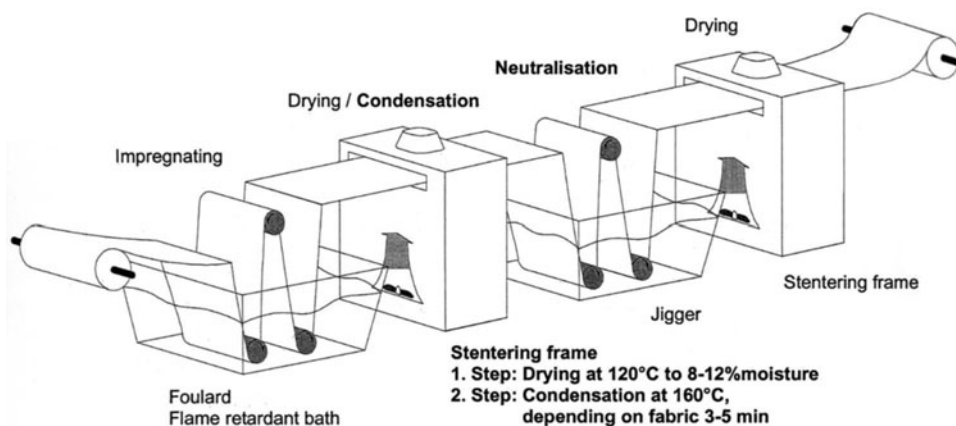 Drying
Neutralisation
Drying / Condensation
Impregnating
Stentering frame
Jigger
Stentering frame
1. Step: Drying at 120°C to 8-12%moisture
2. Step: Condensation at 160°C,
depending on fabric 3-5 min
Foulard
Flame retardant bath